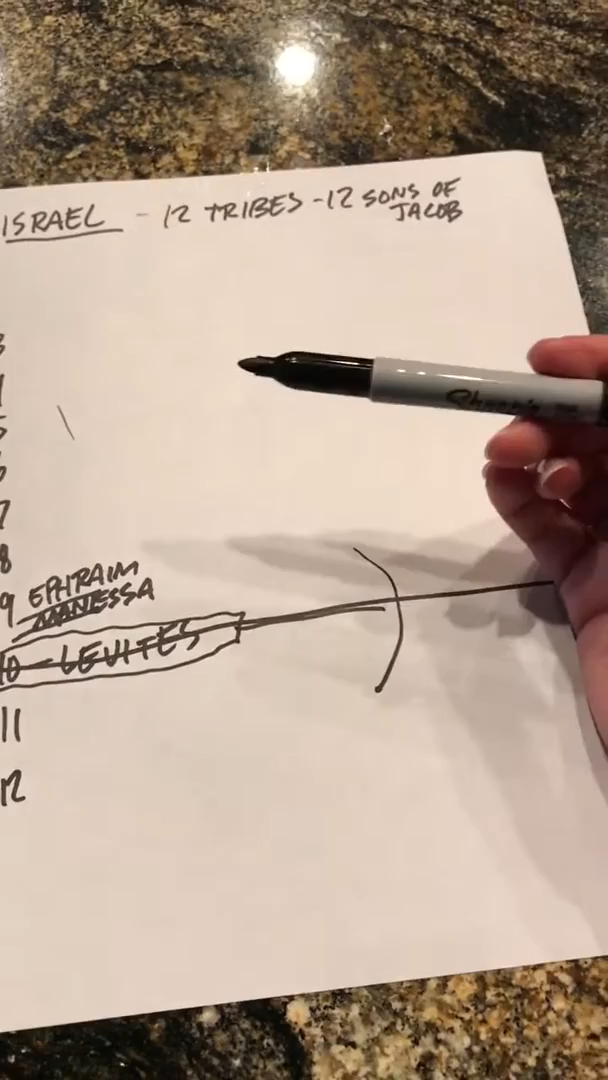 ISRAEL - 12 TRIBES - 12 SONS OF
JACOB
3
4
5
6
7
8
9 EPHRAIM
MANESSA
10 - LEVITES
11
12
Sharpie